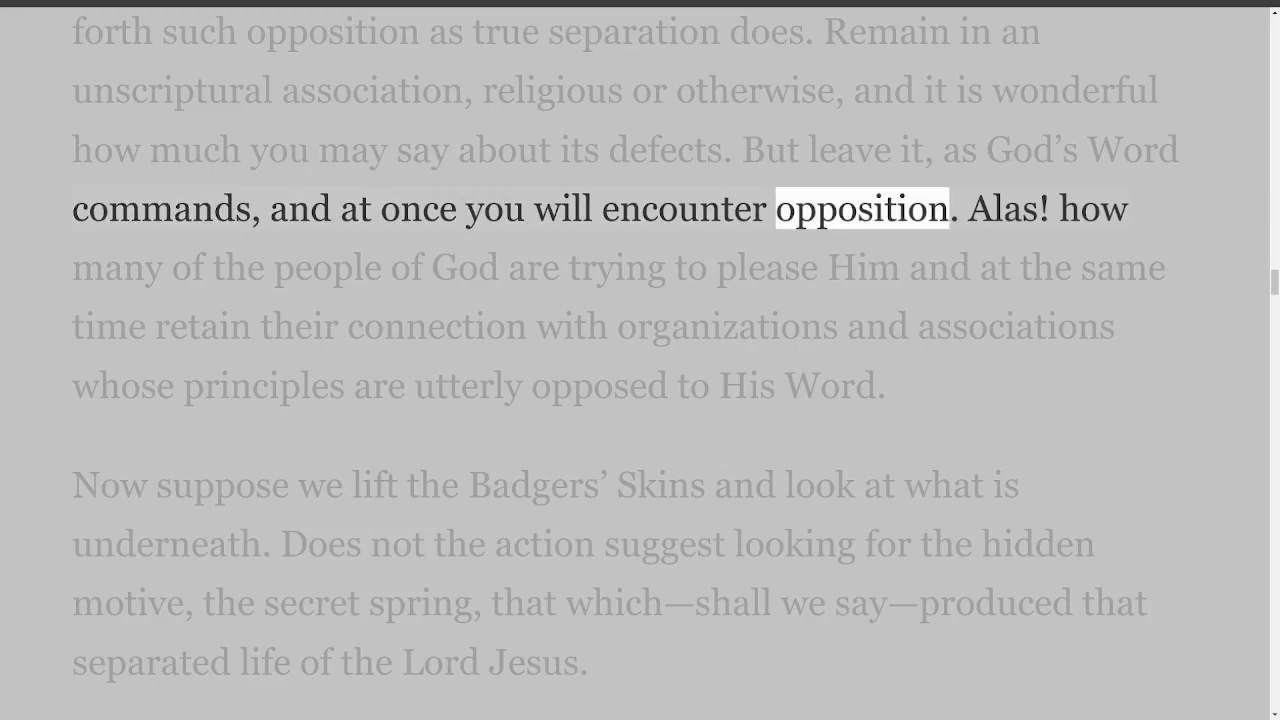 forth such opposition as true separation does. Remain in an
unscriptural association, religious or otherwise, and it is wonderful
how much you may say about its defects. But leave it, as God’s Word
commands, and at once you will encounter opposition. Alas! how
many of the people of God are trying to please Him and at the same
time retain their connection with organizations and associations
whose principles are utterly opposed to His Word.
Now suppose we lift the Badgers’ Skins and look at what is
underneath. Does not the action suggest looking for the hidden
motive, the secret spring, that which—shall we say—produced that
separated life of the Lord Jesus.